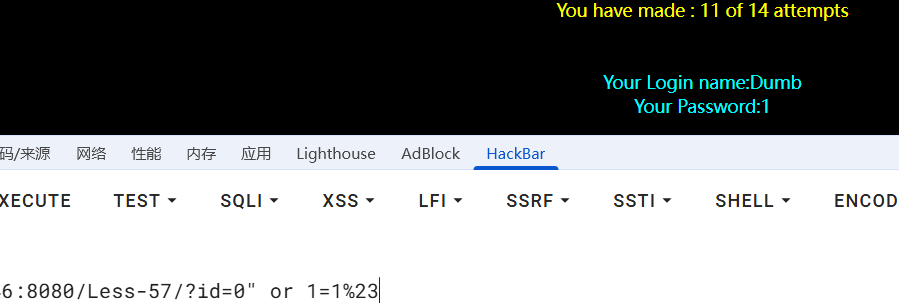 You have made : 11 of 14 attempts
Your Login name:Dumb
Your Password:1
码/来源 网络 性能 内存 应用 Lighthouse AdBlock HackBar
XECUTE TEST SQLI XSS LFI SSRF SSTI SHELL ENCOD
46:8080/Less-57/?id=0" or 1=1%23